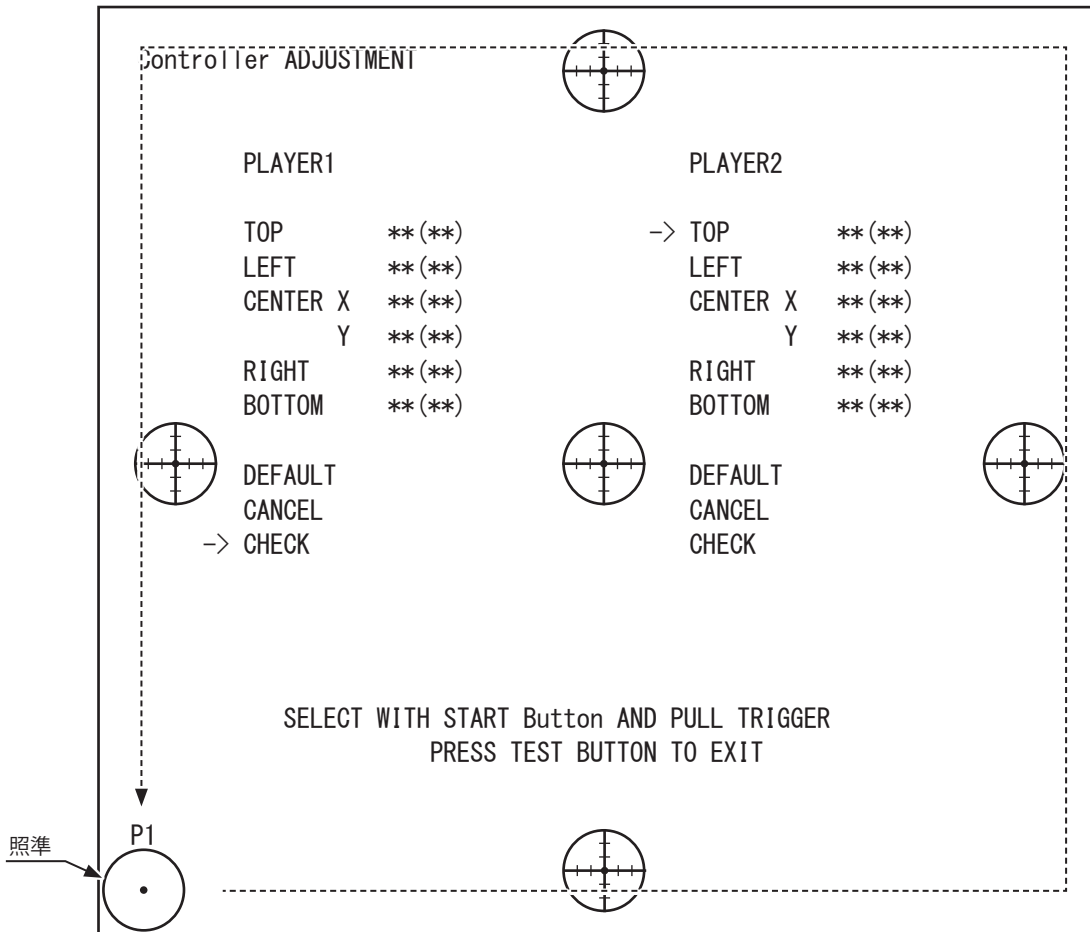 Controller ADJUSTMENT
PLAYER1 PLAYER2
TOP **(**) -> TOP **(**)
LEFT **(**) LEFT **(**)
CENTER X **(**) CENTER X **(**)
Y **(**) Y **(**)
RIGHT **(**) RIGHT **(**)
BOTTOM **(**) BOTTOM **(**)
DEFAULT DEFAULT
CANCEL CANCEL
-> CHECK CHECK
SELECT WITH START Button AND PULL TRIGGER
PRESS TEST BUTTON TO EXIT
P1
照準